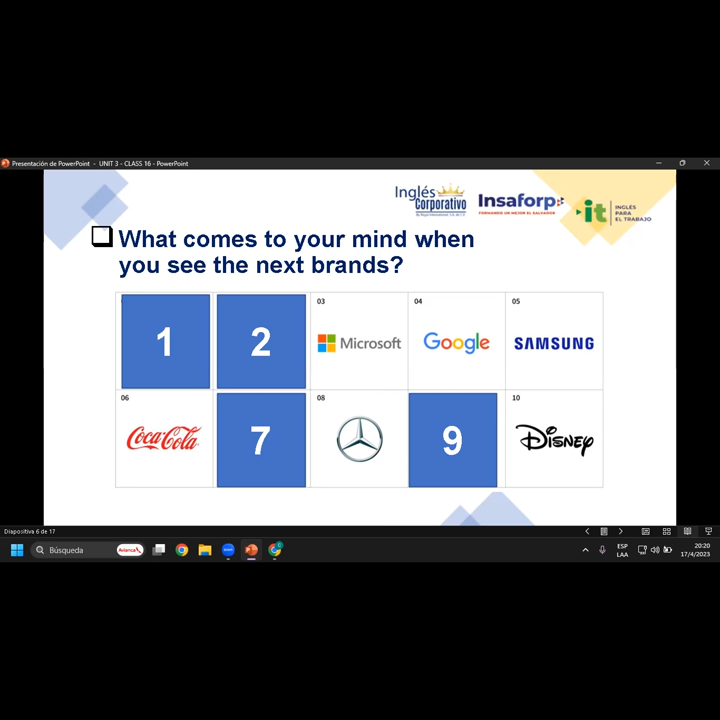 Presentación de PowerPoint - UNIT 3 - CLASS 16 - PowerPoint
Inglés
Corporativo
Insaforp
FORMANDO UN MEJOR EL SALVADOR
it
INGLÉS
PARA
EL TRABAJO
What comes to your mind when
you see the next brands?
1
2
03
Microsoft
04
Google
05
SAMSUNG
06
Coca-Cola
7
08
9
10
Disney
Diapositiva 6 de 17
Búsqueda
Avianca
ESP
LAA
20:20
17/4/2023